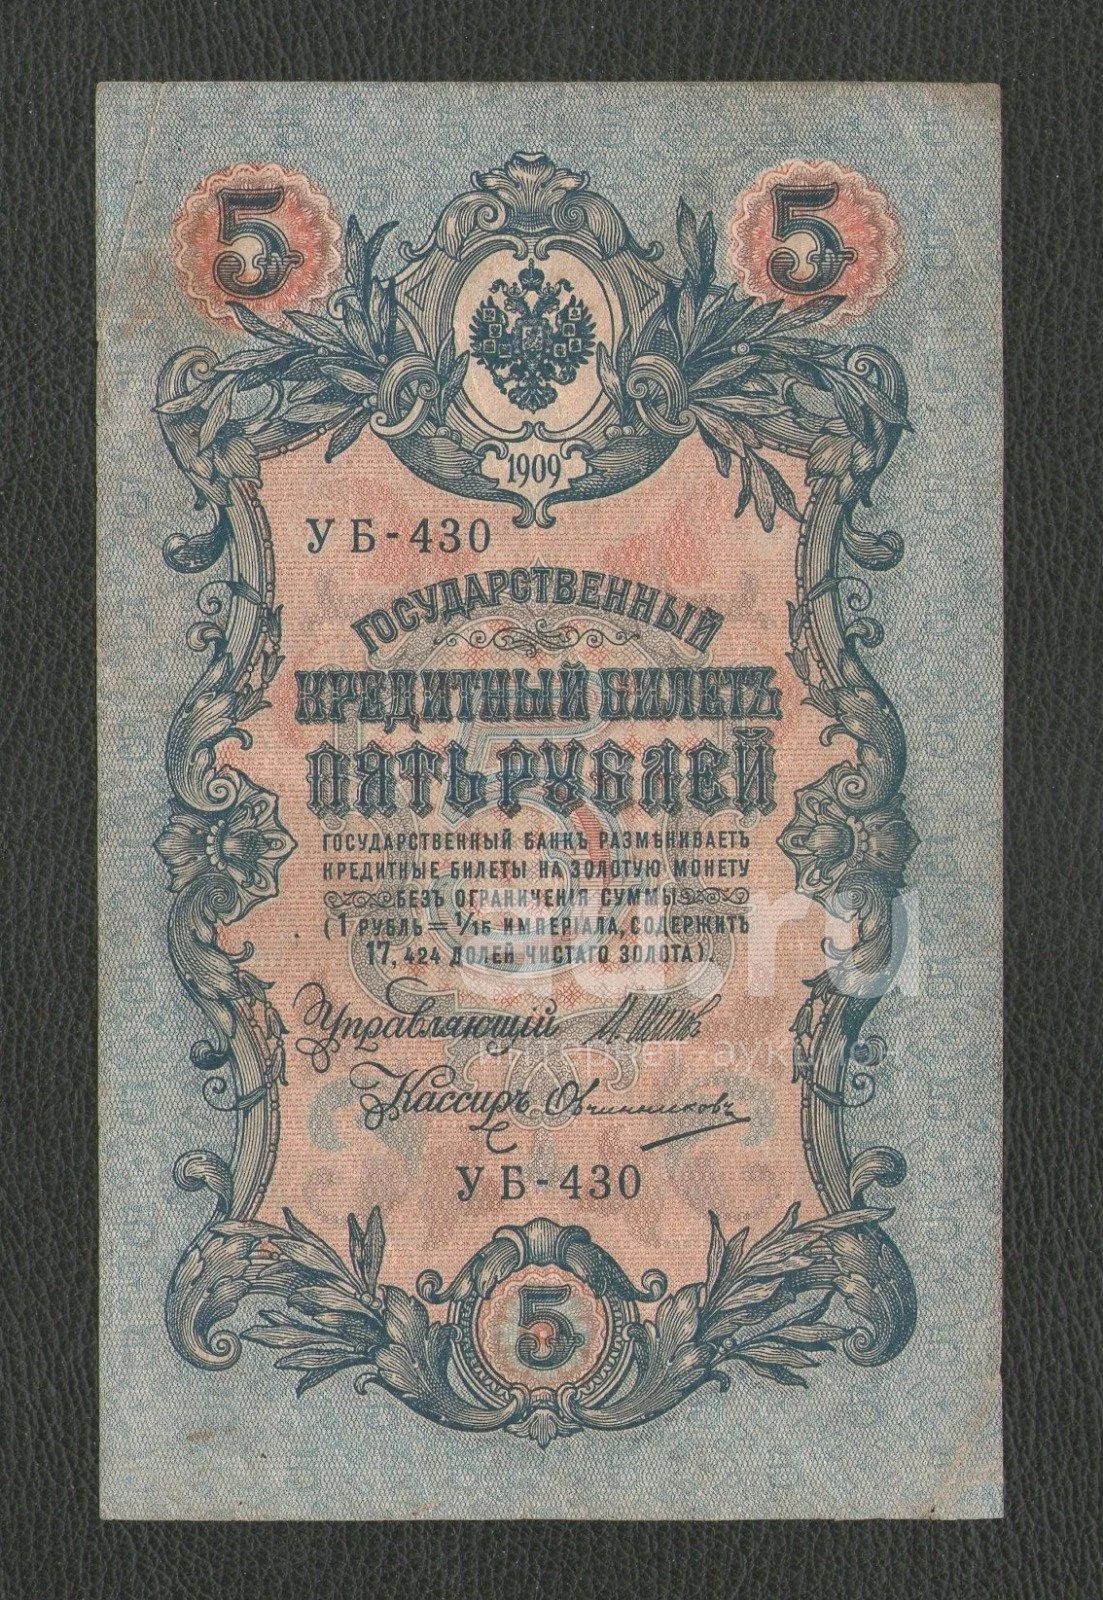 5 5
1909
УБ-430
ГОСУДАРСТВЕННЫЙ
КРЕДИТНЫЙ БИЛЕТЪ
ПЯТЬ РУБЛЕЙ
ГОСУДАРСТВЕННЫЙ БАНКЪ РАЗМѢНИВАЕТЪ
КРЕДИТНЫЕ БИЛЕТЫ НА ЗОЛОТУЮ МОНЕТУ
БЕЗЪ ОГРАНИЧЕНІЯ СУММЫ
(1 РУБЛЬ = 1/15 ИМПЕРІАЛА, СОДЕРЖИТЪ
17,424 ДОЛЕЙ ЧИСТАГО ЗОЛОТА).
Управляющій
Кассиръ Овчинниковъ
УБ-430
5